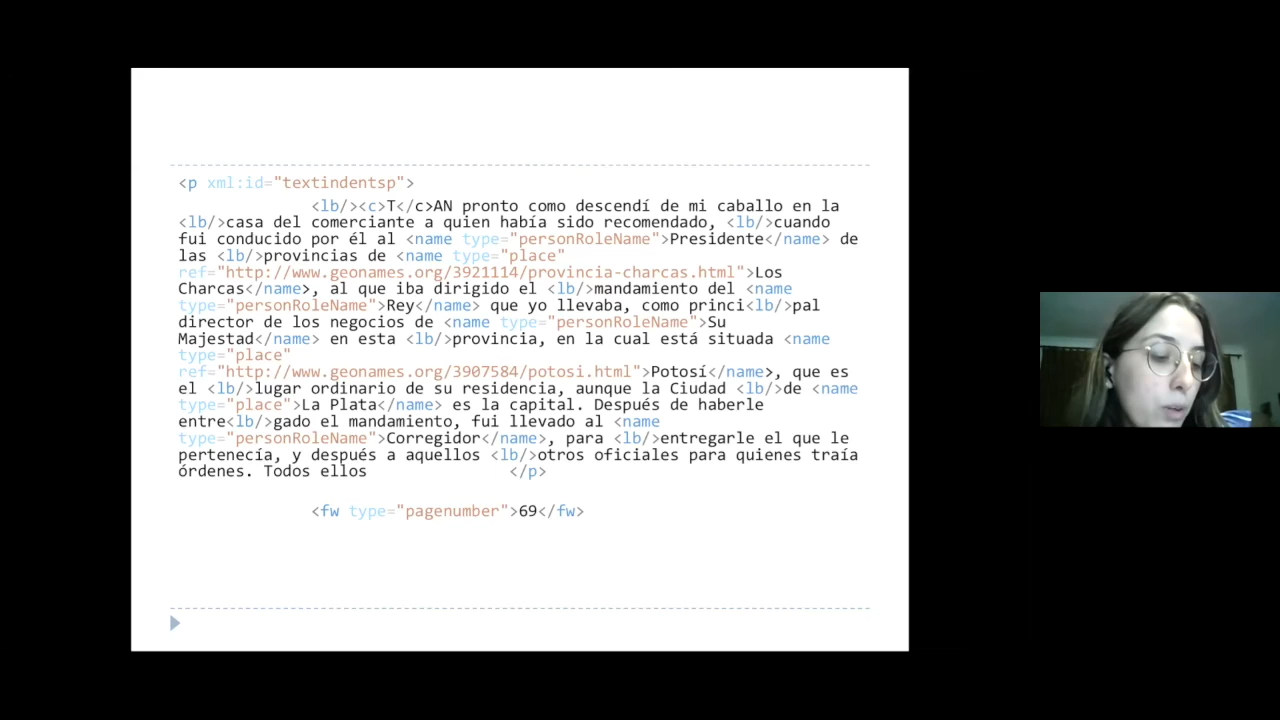 <p xml:id="textindentsp">
<lb/><c>T</c>AN pronto como descendí de mi caballo en la
<lb/>casa del comerciante a quien había sido recomendado, <lb/>cuando
fui conducido por él al <name type="personRoleName">Presidente</name> de
las <lb/>provincias de <name type="place"
ref="http://www.geonames.org/3921114/provincia-charcas.html">Los
Charcas</name>, al que iba dirigido el <lb/>mandamiento del <name
type="personRoleName">Rey</name> que yo llevaba, como princi<lb/>pal
director de los negocios de <name type="personRoleName">Su
Majestad</name> en esta <lb/>provincia, en la cual está situada <name
type="place"
ref="http://www.geonames.org/3907584/potosi.html">Potosí</name>, que es
el <lb/>lugar ordinario de su residencia, aunque la Ciudad <lb/>de <name
type="place">La Plata</name> es la capital. Después de haberle
entre<lb/>gado el mandamiento, fui llevado al <name
type="personRoleName">Corregidor</name>, para <lb/>entregarle el que le
pertenecía, y después a aquellos <lb/>otros oficiales para quienes traía
órdenes. Todos ellos </p>
<fw type="pagenumber">69</fw>